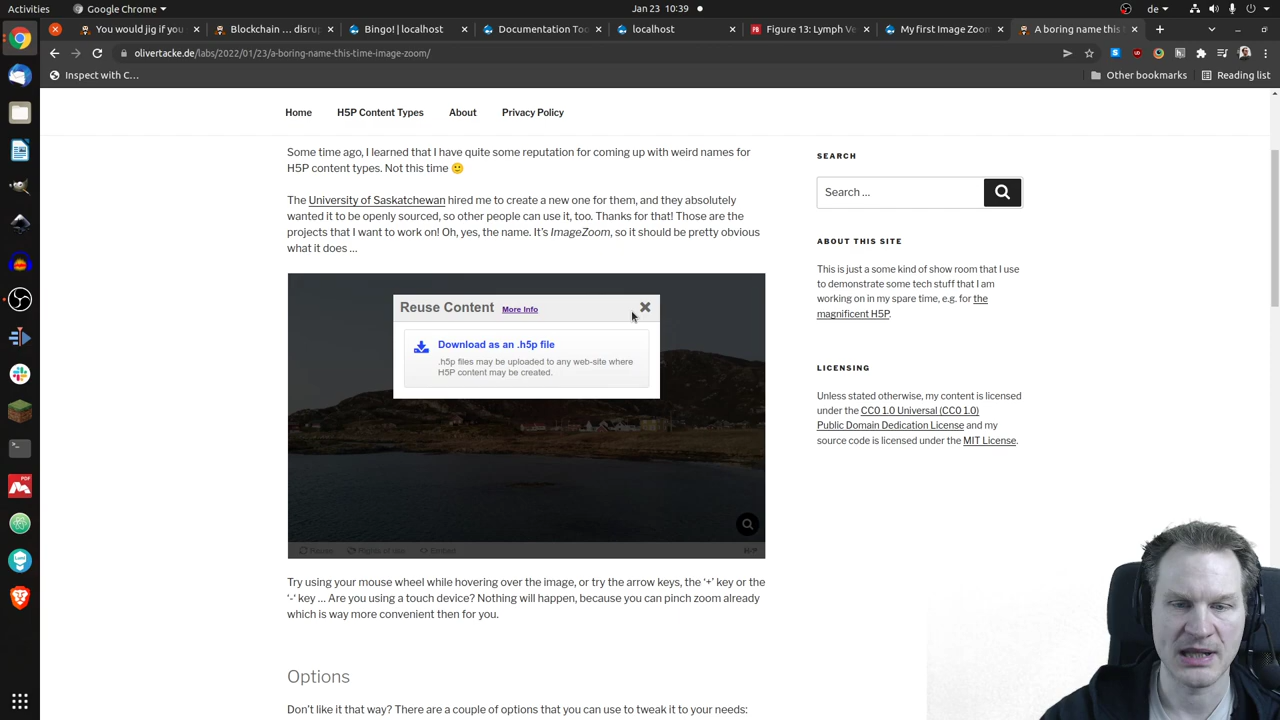 Activities
Google Chrome
Jan 23 10:39
de
You would jig if you
Blockchain … disrup
Bingo! | localhost
Documentation Too
localhost
Figure 13: Lymph Ve
My first Image Zoom
A boring name this
olivertacke.de/labs/2022/01/23/a-boring-name-this-time-image-zoom/
Inspect with C…
Other bookmarks
Reading list
Home
H5P Content Types
About
Privacy Policy
Some time ago, I learned that I have quite some reputation for coming up with weird names for
H5P content types. Not this time 🙂
The University of Saskatchewan hired me to create a new one for them, and they absolutely
wanted it to be openly sourced, so other people can use it, too. Thanks for that! Those are the
projects that I want to work on! Oh, yes, the name. It’s ImageZoom, so it should be pretty obvious
what it does …
Reuse Content More Info
Download as an .h5p file
.h5p files may be uploaded to any web-site where
H5P content may be created.
Reuse
Rights of use
Embed
Try using your mouse wheel while hovering over the image, or try the arrow keys, the ‘+’ key or the
‘-‘ key … Are you using a touch device? Nothing will happen, because you can pinch zoom already
which is way more convenient then for you.
Options
Don’t like it that way? There are a couple of options that you can use to tweak it to your needs:
SEARCH
Search …
ABOUT THIS SITE
This is just a some kind of show room that I use
to demonstrate some tech stuff that I am
working on in my spare time, e.g. for the
magnificent H5P.
LICENSING
Unless stated otherwise, my content is licensed
under the CC0 1.0 Universal (CC0 1.0)
Public Domain Dedication License and my
source code is licensed under the MIT License.